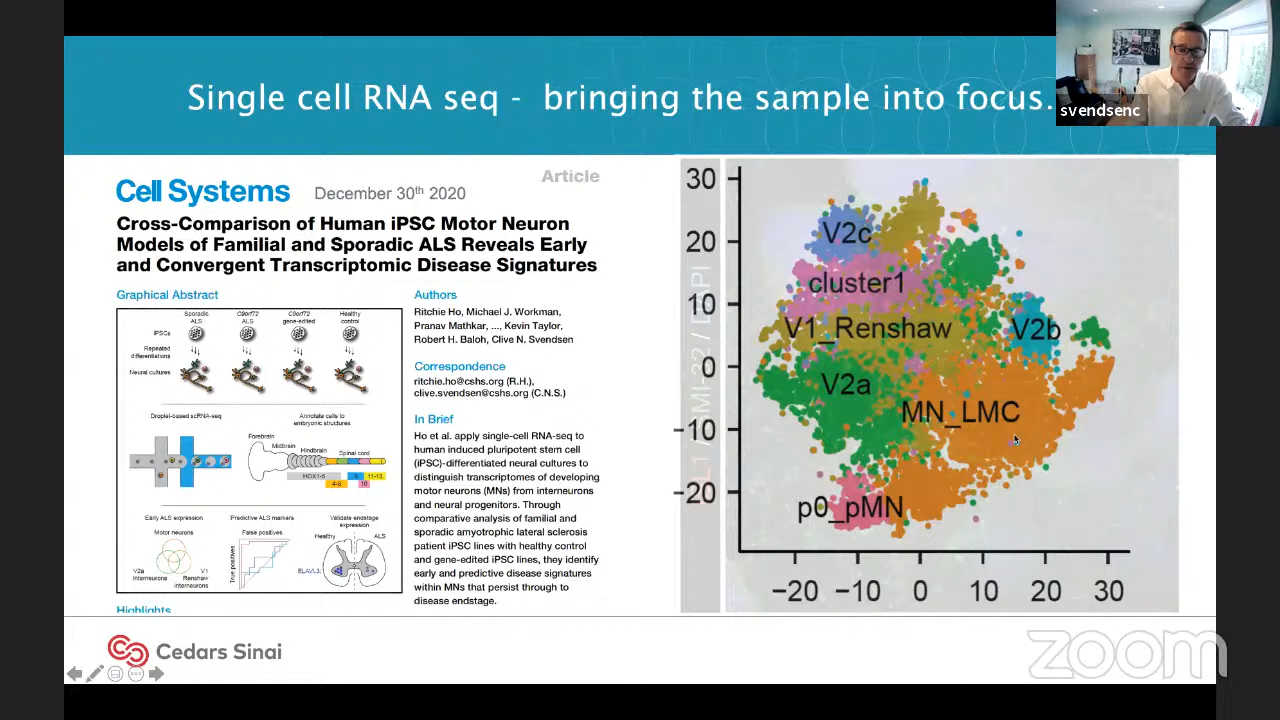 Single cell RNA seq - bringing the sample into focus.
svendsenc
Cell Systems
December 30th 2020
Article
Cross-Comparison of Human iPSC Motor Neuron
Models of Familial and Sporadic ALS Reveals Early
and Convergent Transcriptomic Disease Signatures
Graphical Abstract
Sporadic ALS
C9orf72 ALS
C9orf72 gene-edited
Healthy control
iPSCs
Repeated differentiations
Neural cultures
Droplet-based scRNA-seq
Annotate cells to embryonic structures
Forebrain
Midbrain
Hindbrain
Spinal cord
HOX1-5
4-8
9
10
11-13
Early ALS expression
Motor neurons
V2a Interneurons
V1 Renshaw interneurons
Predictive ALS markers
False positives
True positives
Validate endstage expression
Healthy
ALS
ELAVL3
Highlights
Authors
Ritchie Ho, Michael J. Workman,
Pranav Mathkar, ..., Kevin Taylor,
Robert H. Baloh, Clive N. Svendsen
Correspondence
ritchie.ho@cshs.org (R.H.),
clive.svendsen@cshs.org (C.N.S.)
In Brief
Ho et al. apply single-cell RNA-seq to
human induced pluripotent stem cell
(iPSC)-differentiated neural cultures to
distinguish transcriptomes of developing
motor neurons (MNs) from interneurons
and neural progenitors. Through
comparative analysis of familial and
sporadic amyotrophic lateral sclerosis
patient iPSC lines with healthy control
and gene-edited iPSC lines, they identify
early and predictive disease signatures
within MNs that persist through to
disease endstage.
30
20
10
0
−10
−20
V2c
cluster1
V1_Renshaw
V2b
V2a
MN_LMC
p0_pMN
−20 −10 0 10 20 30
Cedars Sinai
zoom